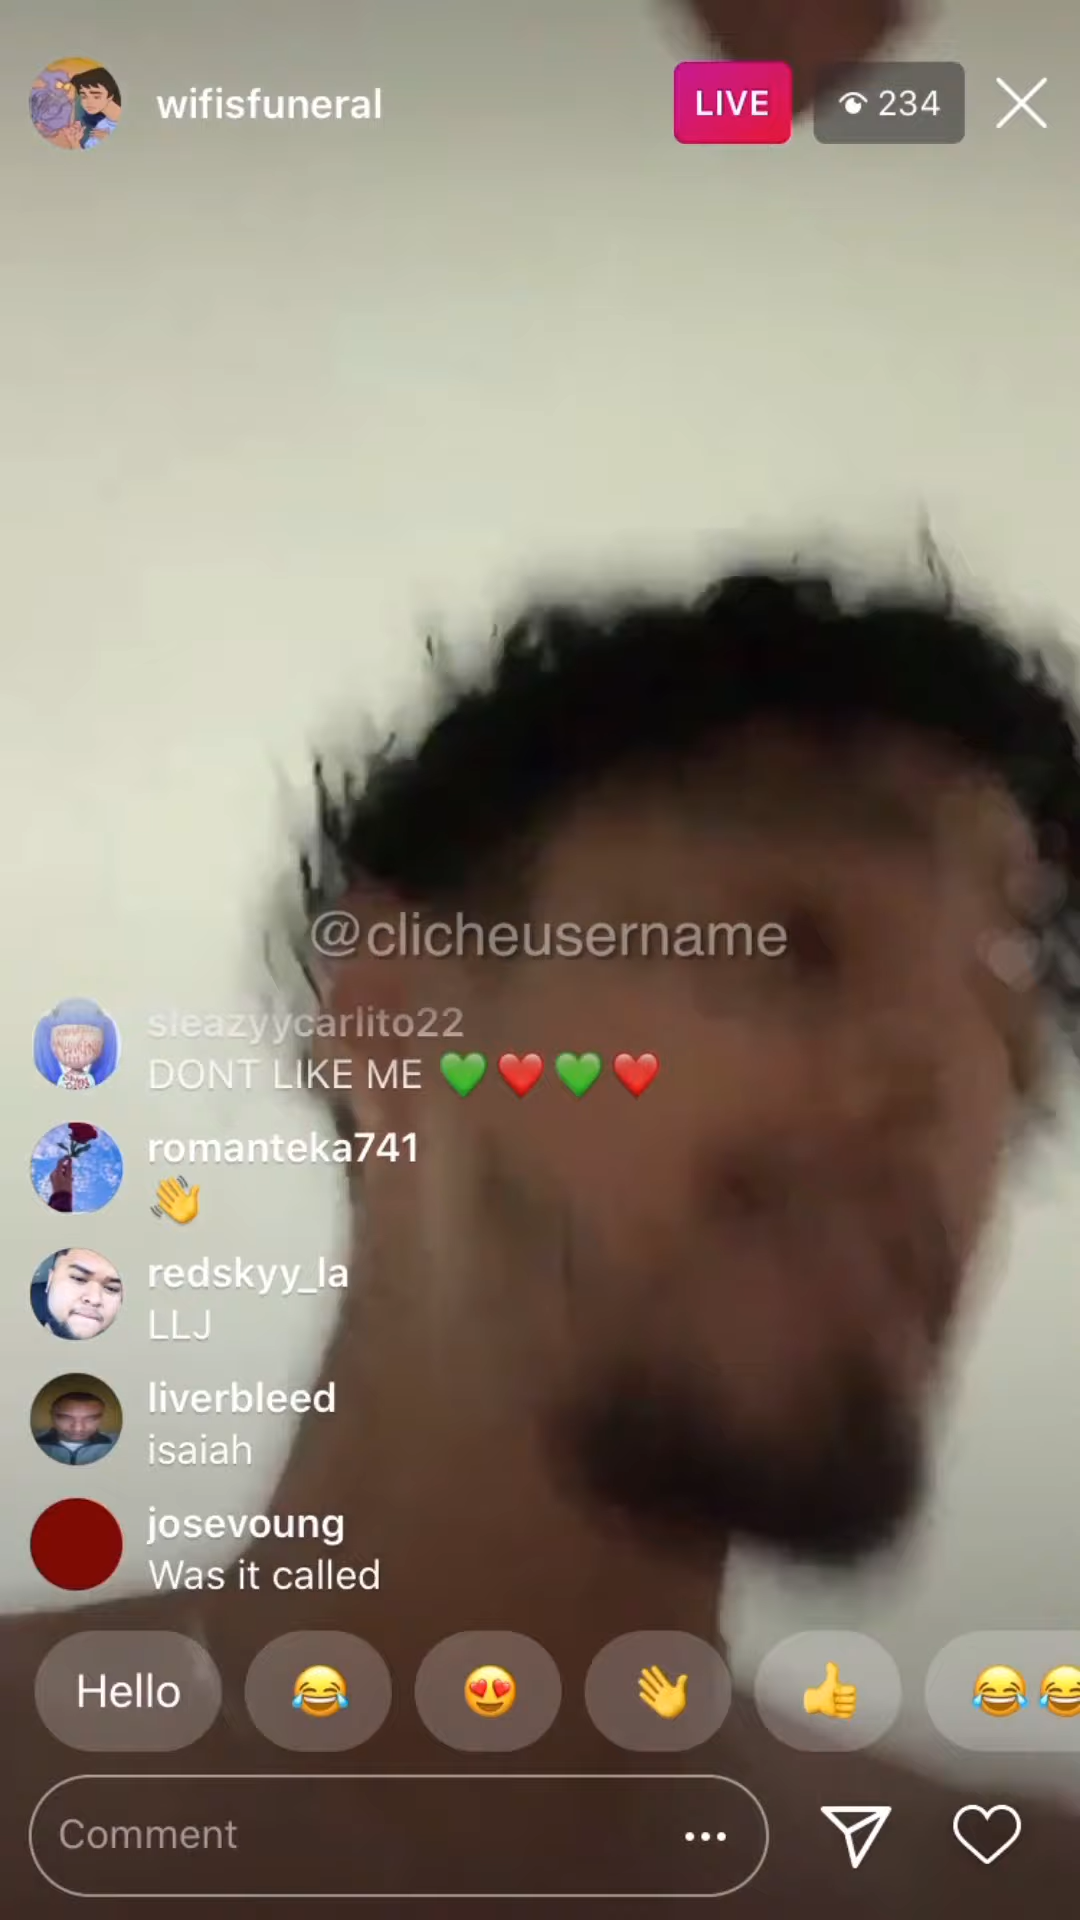 wifisfuneral
LIVE
234
@clicheusername
sleazyycarlito22
DONT LIKE ME 💚❤️💚❤️
romanteka741
👋
redskyy_la
LLJ
liverbleed
isaiah
josevoung
Was it called
Hello 😂 😍 👋 👍 😂😂
Comment